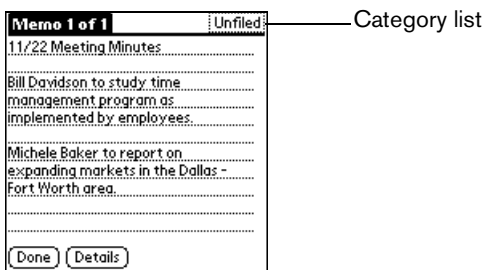 Memo 1 of 1 Unfiled Category list
11/22 Meeting Minutes
Bill Davidson to study time
management program as
implemented by employees.
Michele Baker to report on
expanding markets in the Dallas -
Fort Worth area.
Done Details